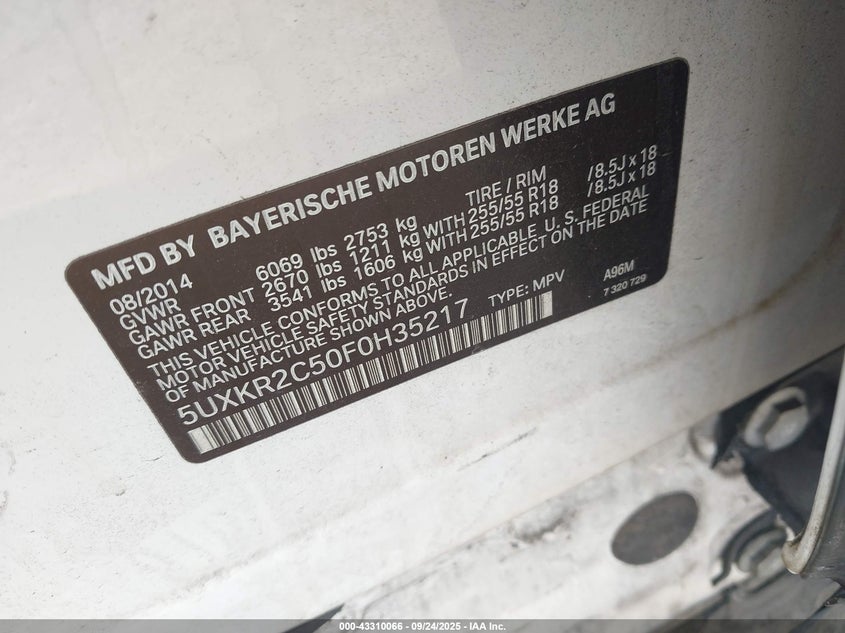 MFD BY BAYERISCHE MOTOREN WERKE AG
08/2014 TIRE / RIM
GVWR 6069 lbs 2753 kg
GAWR FRONT 2670 lbs 1211 kg WITH 255/55 R18 /8.5J x 18
GAWR REAR 3541 lbs 1606 kg WITH 255/55 R18 /8.5J x 18
THIS VEHICLE CONFORMS TO ALL APPLICABLE U.S. FEDERAL
MOTOR VEHICLE SAFETY STANDARDS IN EFFECT ON THE DATE
OF MANUFACTURE SHOWN ABOVE.
5UXKR2C50F0H35217 TYPE: MPV A96M
7 320 729
000-43310066 - 09/24/2025 - IAA Inc.